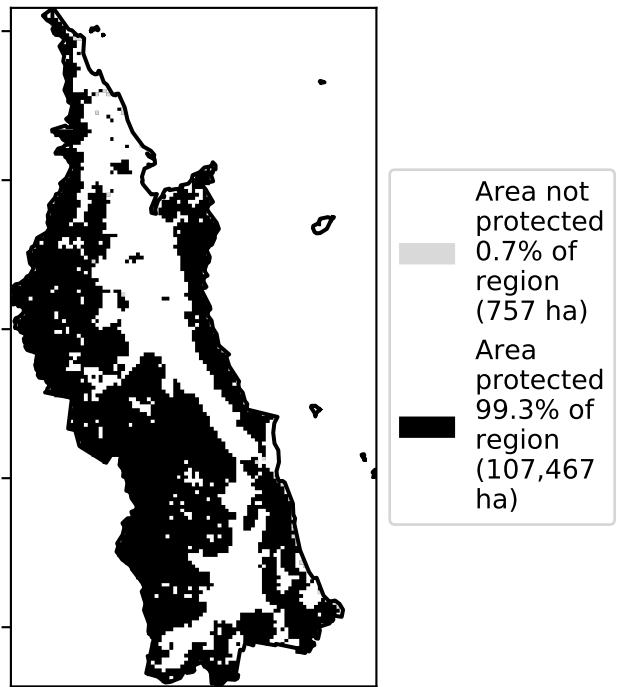 Area not
protected
0.7% of
region
(757 ha)
Area
protected
99.3% of
region
(107,467
ha)